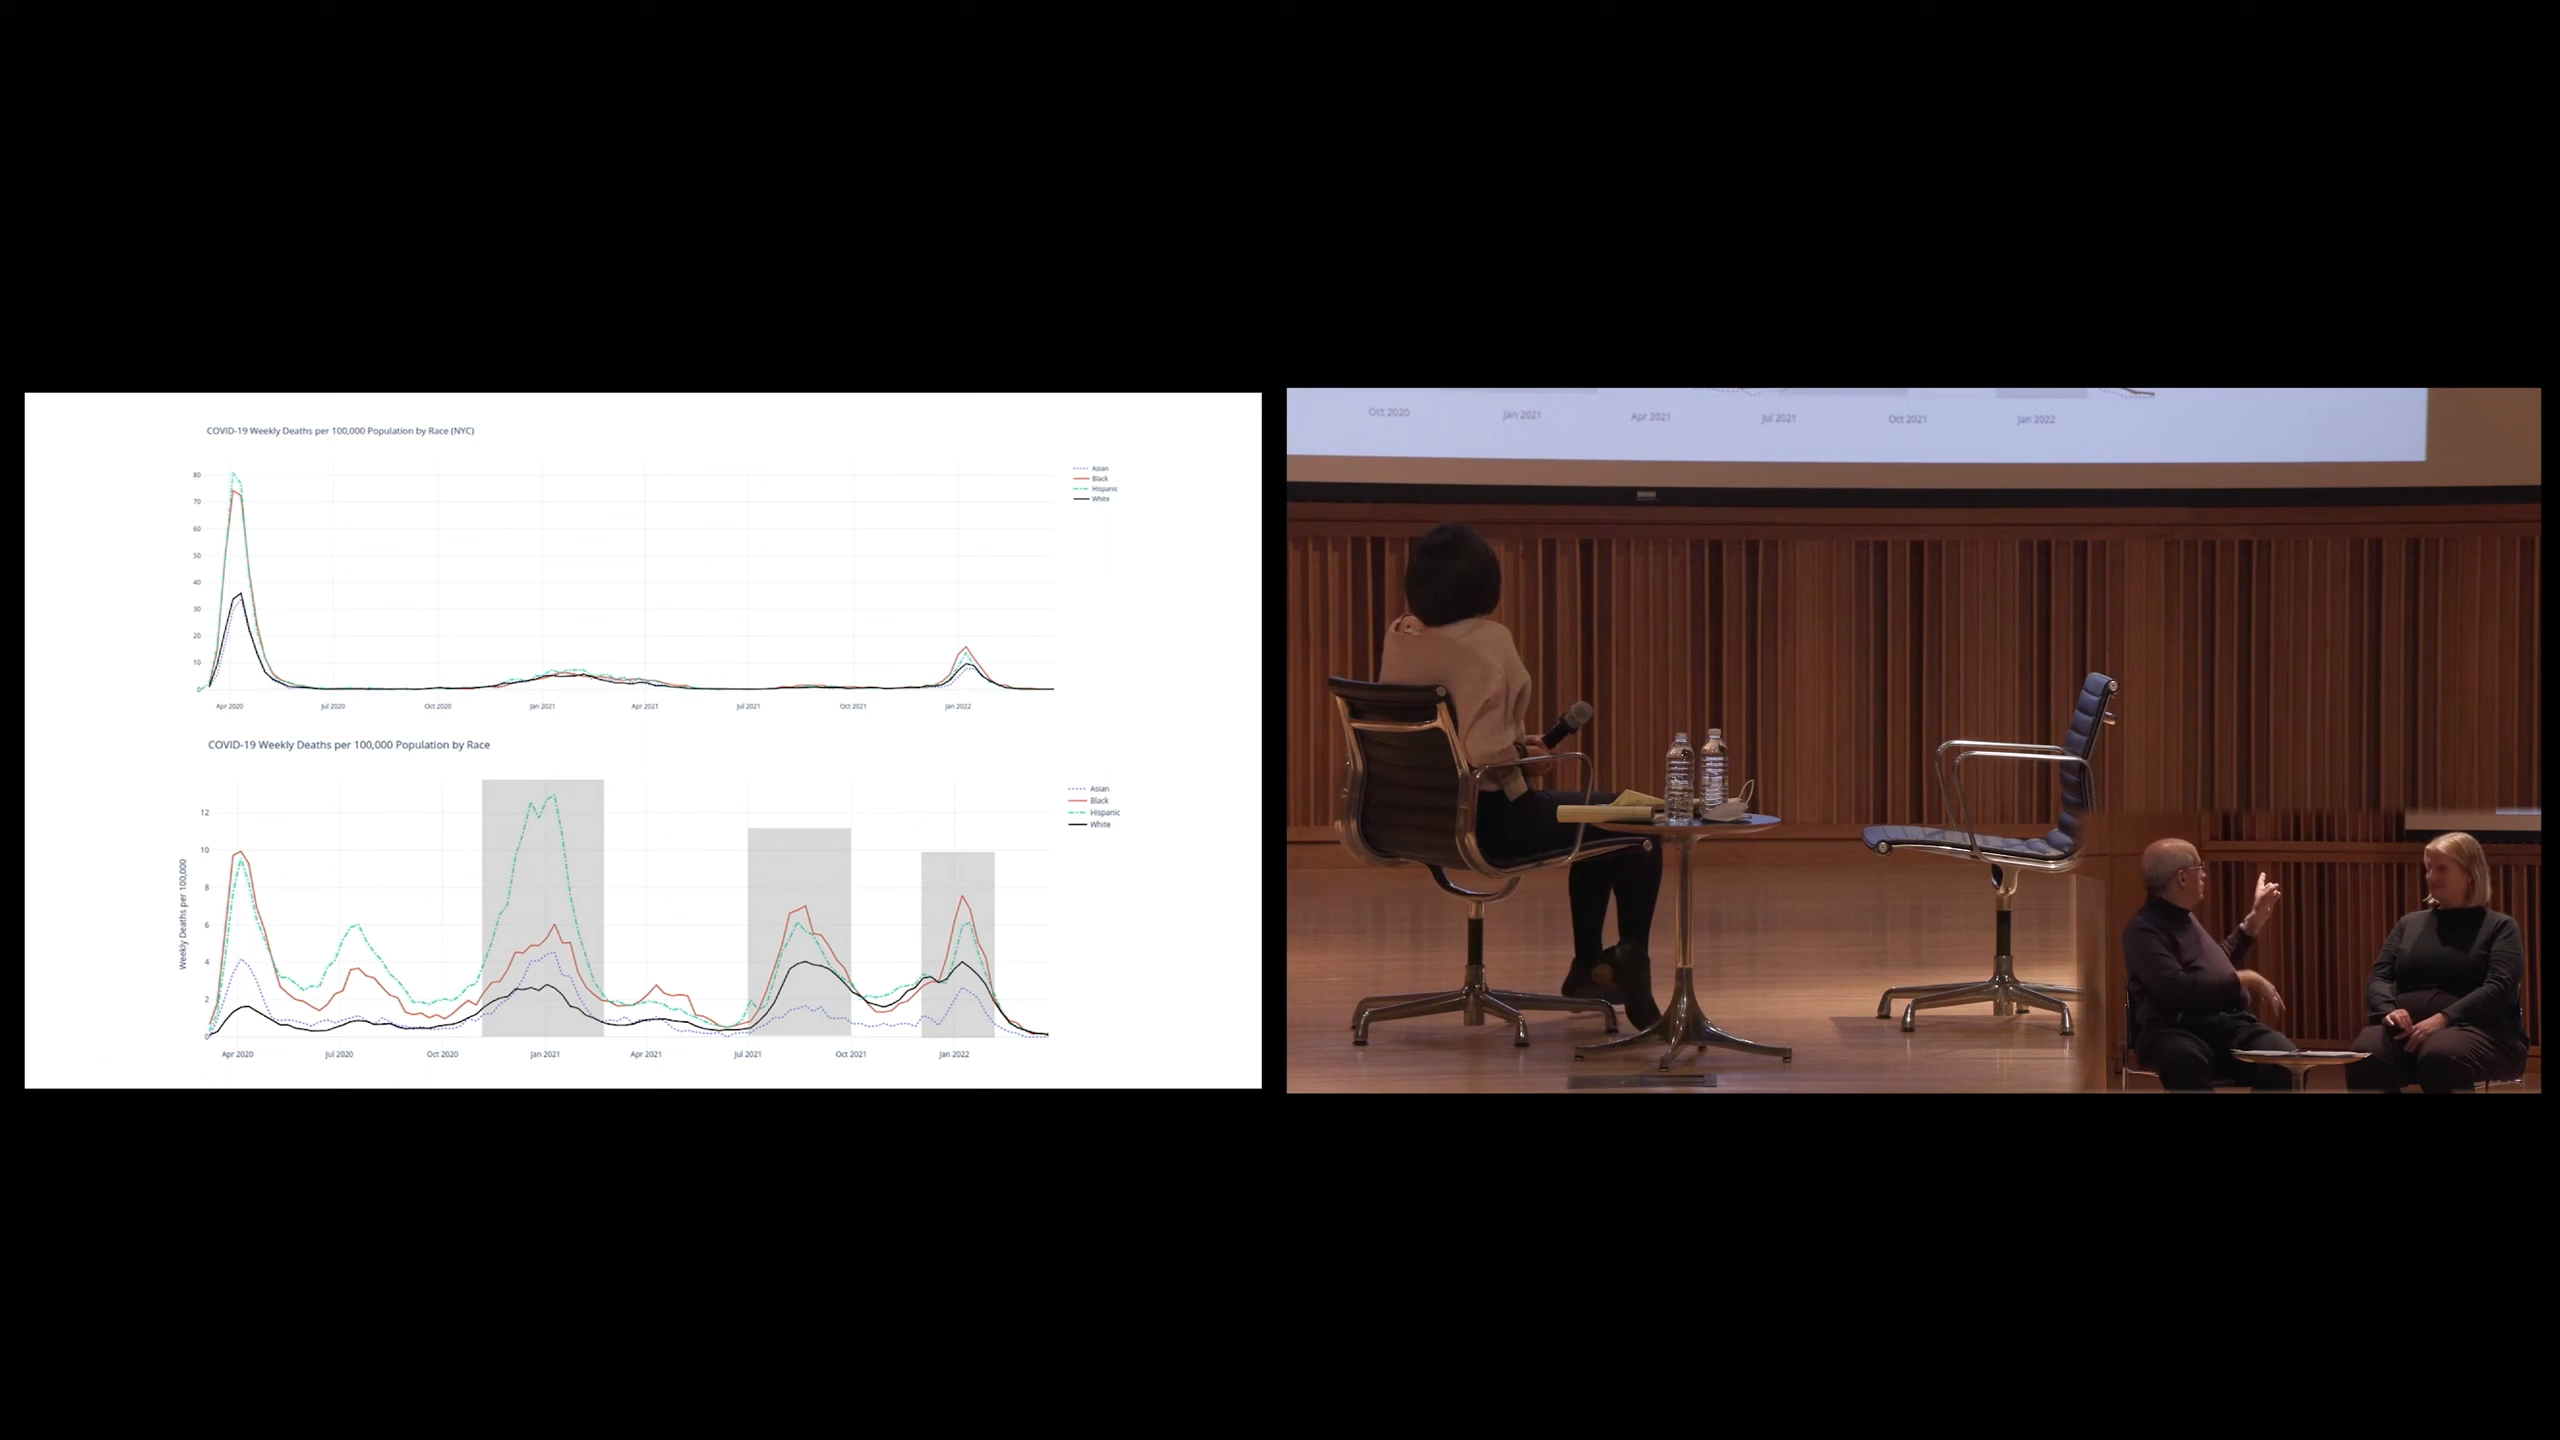 COVID-19 Weekly Deaths per 100,000 Population by Race (NYC)
80
70
60
50
40
30
20
10
0
Apr 2020 Jul 2020 Oct 2020 Jan 2021 Apr 2021 Jul 2021 Oct 2021 Jan 2022
Asian
Black
Hispanic
White
COVID-19 Weekly Deaths per 100,000 Population by Race
Weekly Deaths per 100,000
12
10
8
6
4
2
0
Apr 2020 Jul 2020 Oct 2020 Jan 2021 Apr 2021 Jul 2021 Oct 2021 Jan 2022
Asian
Black
Hispanic
White
Oct 2020 Jan 2021 Apr 2021 Jul 2021 Oct 2021 Jan 2022